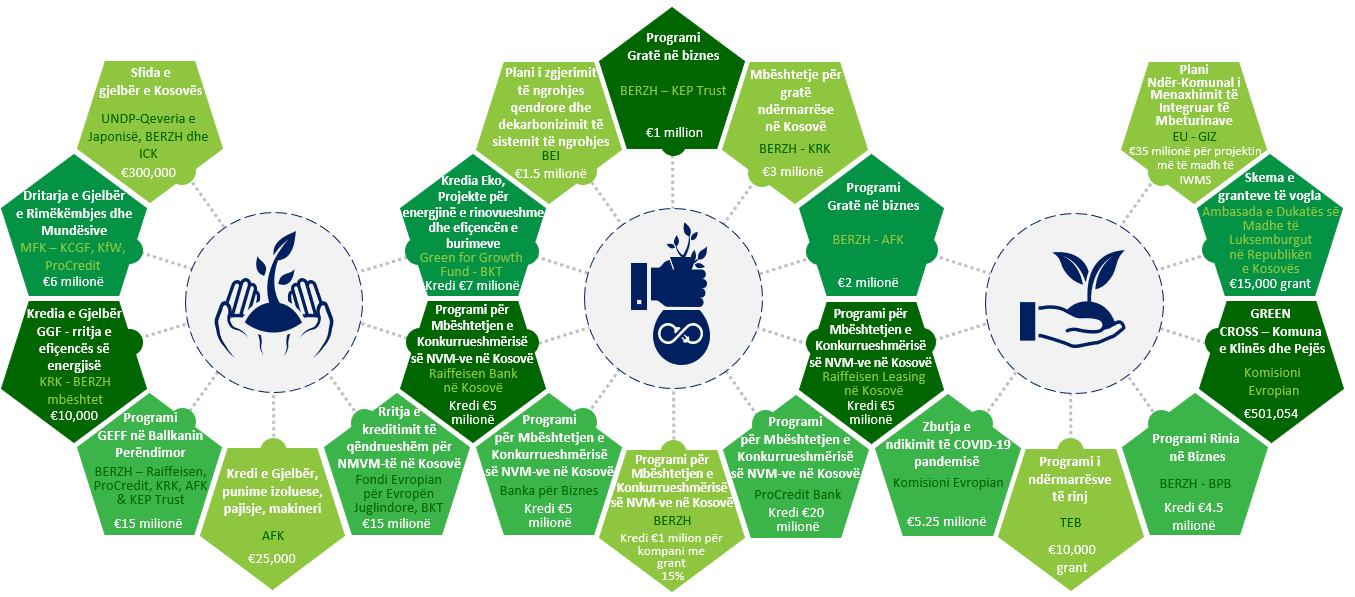 Sfida e
gjelbër e Kosovës
UNDP-Qeveria e
Japonisë, BERZH dhe
ICK
€300,000
Dritarja e Gjelbër
e Rimëkëmbjes dhe
Mundësive
MFK – KCGF, KfW,
ProCredit
€6 milionë
Kredia e Gjelbër
GGF - rritja e
efiçencës së
energjisë
KRK - BERZH
mbështet
€10,000
Programi
GEFF në Ballkanin
Perëndimor
BERZH – Raiffeisen,
ProCredit, KRK, AFK
& KEP Trust
€15 milionë
Kredi e Gjelbër,
punime izoluese,
pajisje, makineri
AFK
€25,000
Rritja e
kreditimit të
qëndrueshëm për
NMVM-të në Kosovë
Fondi Evropian
për Evropën
Juglindore, BKT
€15 milionë
Programi
Gratë në biznes
BERZH – KEP Trust
€1 million
Plani i zgjerimit
të ngrohjes
qendrore dhe
dekarbonizimit të
sistemit të ngrohjes
BEI
€1.5 milionë
Mbështetje për
gratë
ndërmarrëse
në Kosovë
BERZH - KRK
€3 milionë
Kredia Eko,
Projekte për
energjinë e rinovueshme
dhe efiçencën e
burimeve
Green for Growth
Fund - BKT
Kredi €7 milionë
Programi
Gratë në biznes
BERZH - AFK
€2 milionë
Programi për
Mbështetjen e
Konkurrueshmërisë
së NVM-ve në Kosovë
Raiffeisen Bank
në Kosovë
Kredi €5
milionë
Programi për
Mbështetjen e
Konkurrueshmërisë
së NVM-ve në Kosovë
Raiffeisen Leasing
në Kosovë
Kredi €5
milionë
Programi
për Mbështetjen e
Konkurrueshmërisë
së NVM-ve në Kosovë
Banka për Biznes
Kredi €5
milionë
Programi për
Mbështetjen e
Konkurrueshmërisë
së NVM-ve në Kosovë
BERZH
Kredi €1 milion për
kompani me
grant
15%
Programi
për Mbështetjen e
Konkurrueshmërisë
së NVM-ve në Kosovë
ProCredit Bank
Kredi €20
milionë
Plani
Ndër-Komunal i
Menaxhimit të
Integruar të
Mbeturinave
EU - GIZ
€35 milionë për projektin
më të madh të
IWMS
Skema e
granteve të vogla
Ambasada e Dukatës së
Madhe të
Luksemburgut
në Republikën
e Kosovës
€15,000 grant
GREEN
CROSS – Komuna
e Klinës dhe Pejës
Komisioni
Evropian
€501,054
Zbutja e
ndikimit të COVID-19
pandemisë
Komisioni Evropian
€5.25 milionë
Programi i
ndërmarrësve
të rinj
TEB
€10,000
grant
Programi Rinia
në Biznes
BERZH - BPB
Kredi €4.5
milionë